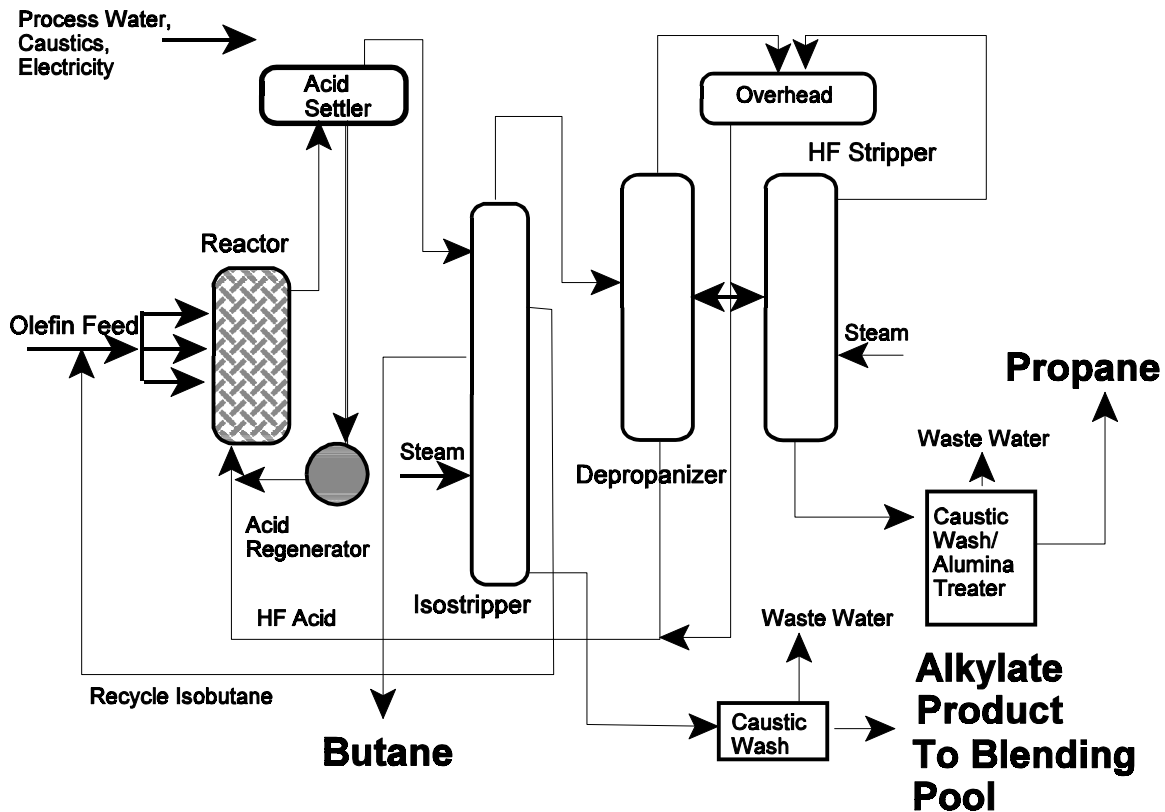 Process Water,
Caustics,
Electricity
Acid
Settler
Overhead
HF Stripper
Reactor
Olefin Feed
Steam
Propane
Steam
Depropanizer
Waste Water
Acid
Regenerator
Caustic
Wash/
Alumina
Treater
Isostripper
HF Acid
Waste Water
Recycle Isobutane
Alkylate
Product
To Blending
Pool
Caustic
Wash
Butane